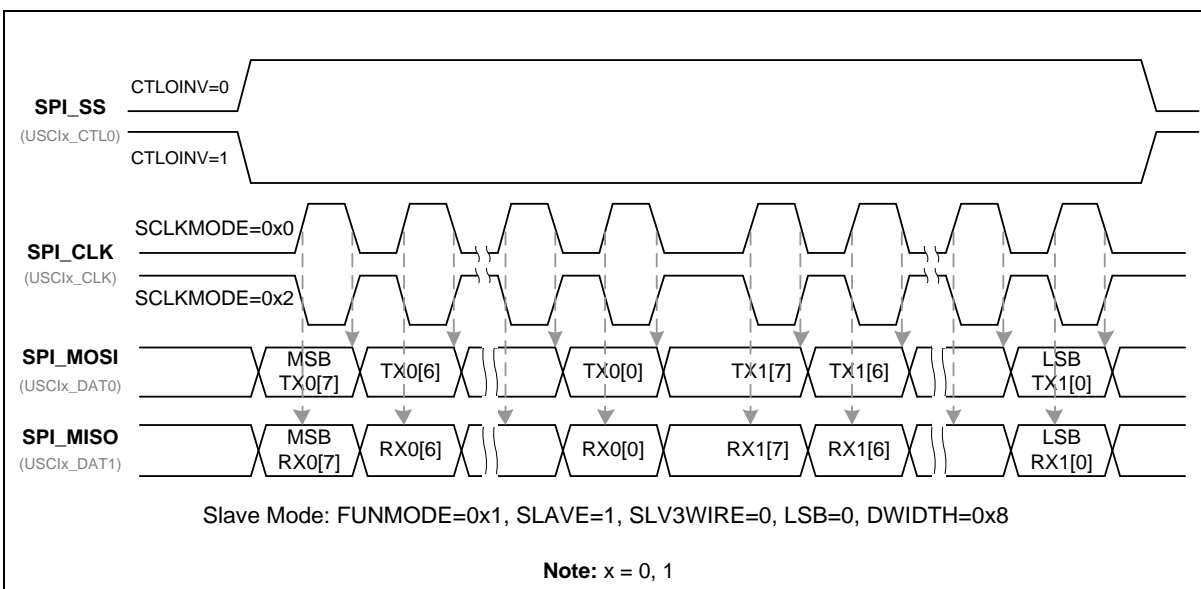 CTLOINV=0
SPI_SS
(USCIx_CTL0)
CTLOINV=1
SCLKMODE=0x0
SPI_CLK
(USCIx_CLK)
SCLKMODE=0x2
SPI_MOSI
(USCIx_DAT0)
MSB
TX0[7]
TX0[6]
TX0[0]
TX1[7]
TX1[6]
LSB
TX1[0]
SPI_MISO
(USCIx_DAT1)
MSB
RX0[7]
RX0[6]
RX0[0]
RX1[7]
RX1[6]
LSB
RX1[0]
Slave Mode: FUNMODE=0x1, SLAVE=1, SLV3WIRE=0, LSB=0, DWIDTH=0x8
Note: x = 0, 1